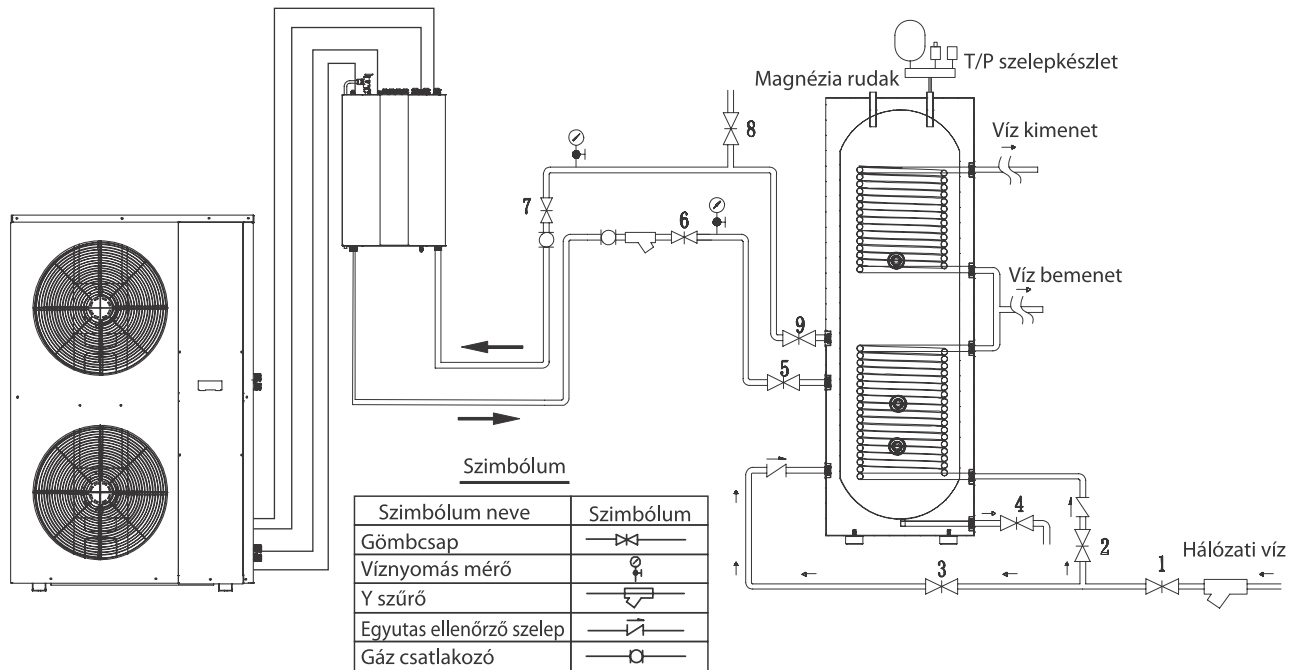 T/P szelepkészlet
Magnézia rudak
8
Víz kimenet
7
6
Víz bemenet
9
5
Szimbólum
4
2
Hálózati víz
3
1
Szimbólum neve Szimbólum
Gömbcsap
Víznyomás mérő
Y szűrő
Egyutas ellenőrző szelep
Gáz csatlakozó